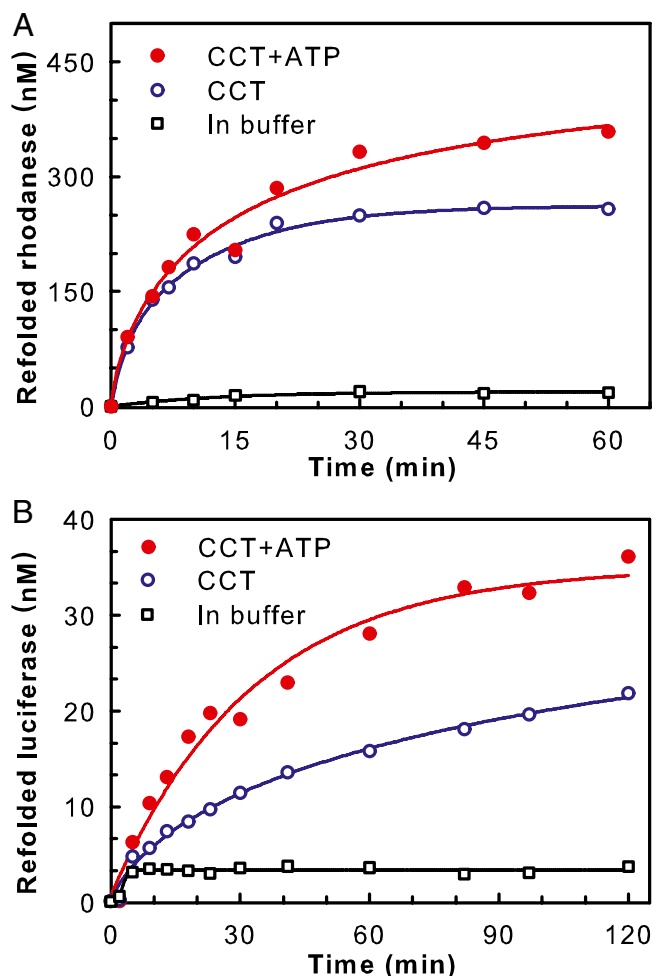 A
Refolded rhodanese (nM)
450
300
150
0
CCT+ATP
CCT
In buffer
0 15 30 45 60
Time (min)
B
Refolded luciferase (nM)
40
30
20
10
0
CCT+ATP
CCT
In buffer
0 30 60 90 120
Time (min)